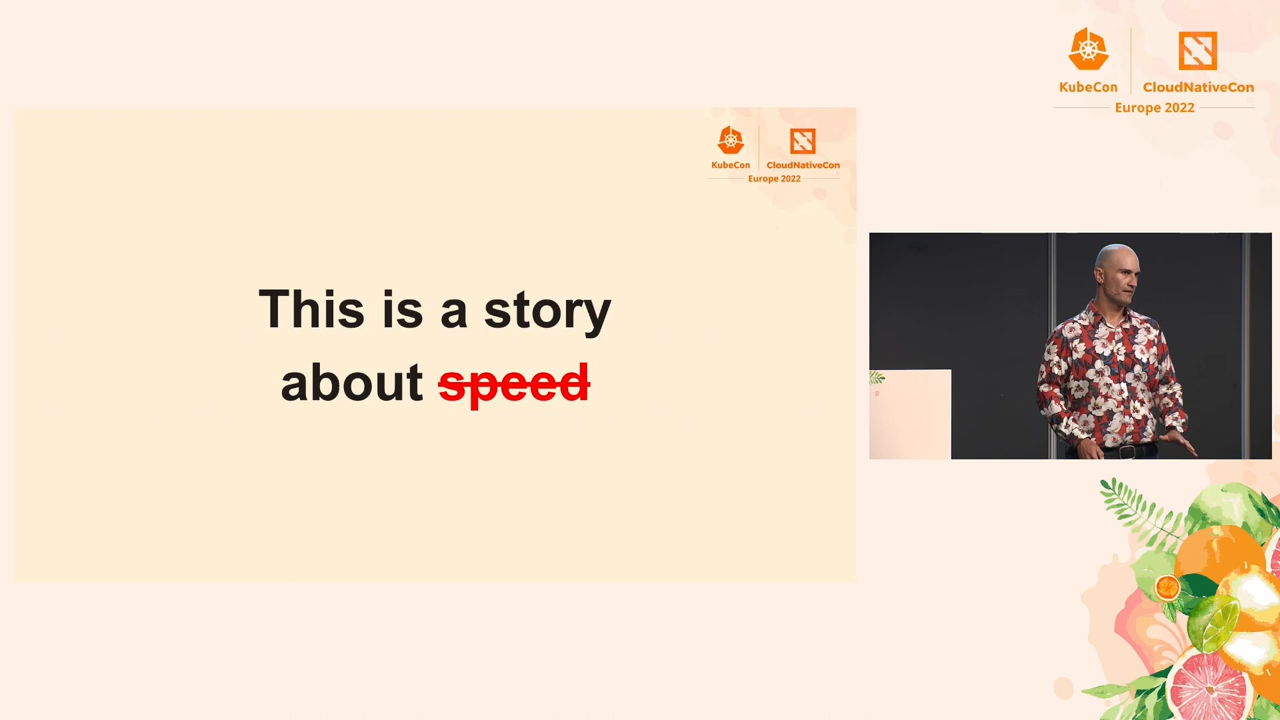 KubeCon
CloudNativeCon
Europe 2022
KubeCon
CloudNativeCon
Europe 2022
This is a story
about speed